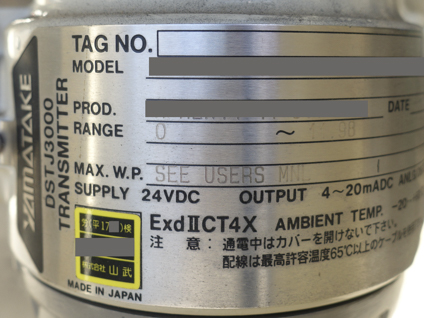 YAMATAKE
DSTJ3000
TRANSMITTER
TAG NO.
MODEL
PROD.
DATE
RANGE 0 ～
MAX. W.P. SEE USERS
SUPPLY 24VDC OUTPUT 4～20mADC
ExdⅡCT4X AMBIENT TEMP. -20
注 意 : 通電中はカバーを開けないで下さい。
配線は最高許容温度65℃以上のケーブル
検
株式会社 山武
MADE IN JAPAN